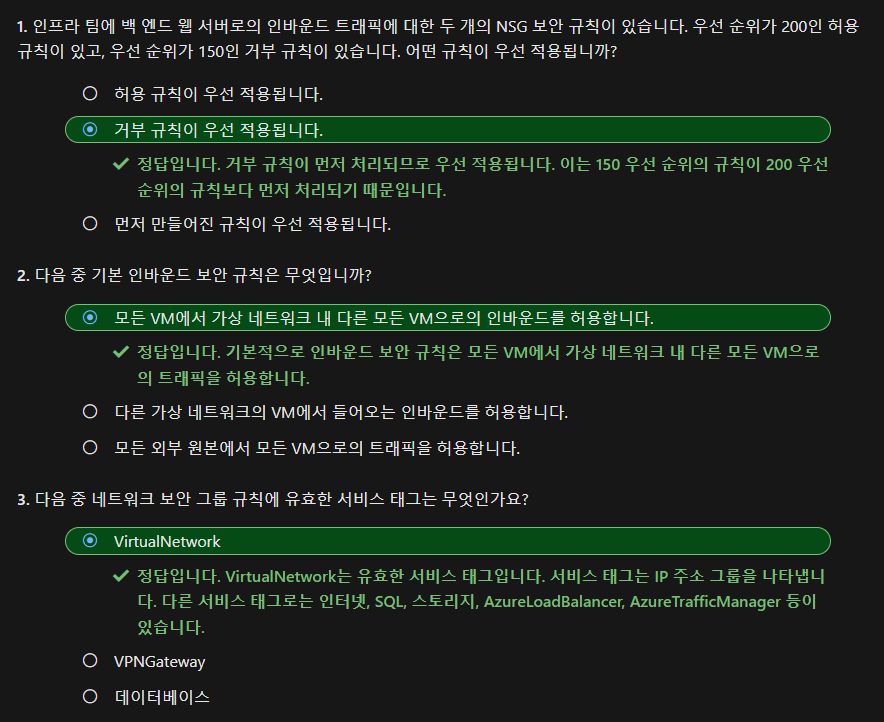 1. 인프라 팀에 백 엔드 웹 서버로의 인바운드 트래픽에 대한 두 개의 NSG 보안 규칙이 있습니다. 우선 순위가 200인 허용
규칙이 있고, 우선 순위가 150인 거부 규칙이 있습니다. 어떤 규칙이 우선 적용됩니까?
허용 규칙이 우선 적용됩니다.
거부 규칙이 우선 적용됩니다.
정답입니다. 거부 규칙이 먼저 처리되므로 우선 적용됩니다. 이는 150 우선 순위의 규칙이 200 우선
순위의 규칙보다 먼저 처리되기 때문입니다.
먼저 만들어진 규칙이 우선 적용됩니다.
2. 다음 중 기본 인바운드 보안 규칙은 무엇입니까?
모든 VM에서 가상 네트워크 내 다른 모든 VM으로의 인바운드를 허용합니다.
정답입니다. 기본적으로 인바운드 보안 규칙은 모든 VM에서 가상 네트워크 내 다른 모든 VM으로
의 트래픽을 허용합니다.
다른 가상 네트워크의 VM에서 들어오는 인바운드를 허용합니다.
모든 외부 원본에서 모든 VM으로의 트래픽을 허용합니다.
3. 다음 중 네트워크 보안 그룹 규칙에 유효한 서비스 태그는 무엇인가요?
VirtualNetwork
정답입니다. VirtualNetwork는 유효한 서비스 태그입니다. 서비스 태그는 IP 주소 그룹을 나타냅니
다. 다른 서비스 태그로는 인터넷, SQL, 스토리지, AzureLoadBalancer, AzureTrafficManager 등이
있습니다.
VPNGateway
데이터베이스